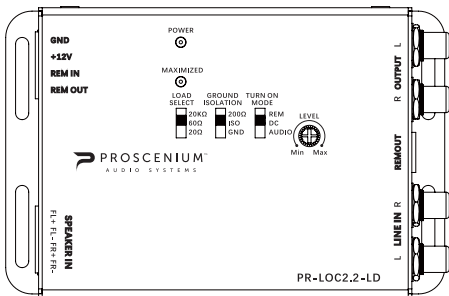 GND
+12V
REM IN
REM OUT
POWER
MAXIMIZED
LOAD SELECT
20KΩ
60Ω
20Ω
GROUND ISOLATION
200Ω
ISO
GND
TURN ON MODE
REM
DC
AUDIO
LEVEL
Min Max
PROSCENIUM™
AUDIO SYSTEMS
SPEAKER IN
FL+ FL- FR+ FR-
R OUTPUT L
REMOUT
L LINE IN R
PR-LOC2.2-LD